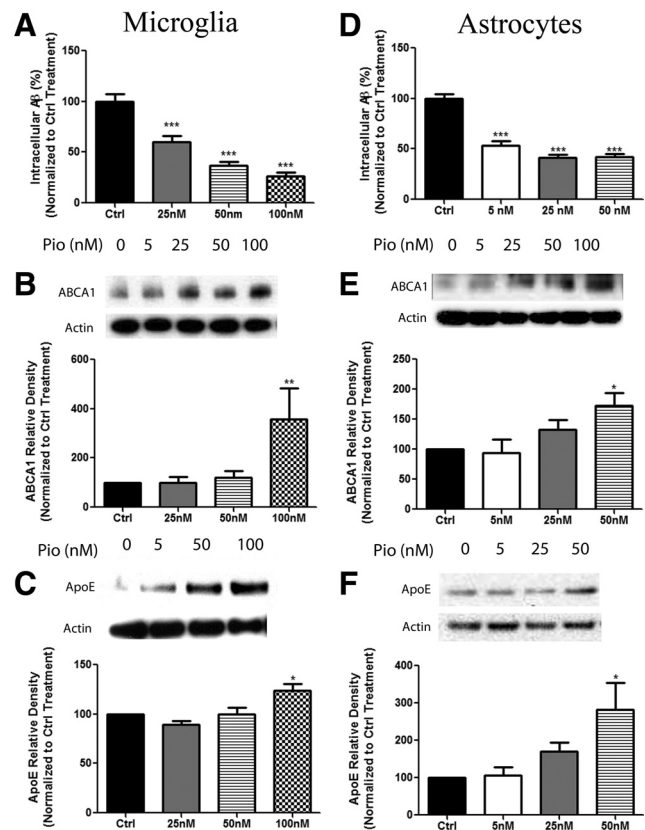 A Microglia
Intracellular Aβ (%)
(Normalized to Ctrl Treatment)
150
100
50
0
***
***
***
Ctrl 25nM 50nm 100nM
Pio (nM) 0 5 25 50 100
B
ABCA1
Actin
ABCA1 Relative Density
(Normalized to Ctrl Treatment)
600
400
200
0
**
Ctrl 25nM 50nM 100nM
Pio (nM) 0 5 50 100
C
ApoE
Actin
ApoE Relative Density
(Normalized to Ctrl Treatment)
150
100
50
0
*
Ctrl 25nM 50nM 100nM
D Astrocytes
Intracellular Aβ (%)
(Normalized to Ctrl Treatment)
150
100
50
0
***
***
***
Ctrl 5 nM 25 nM 50 nM
Pio (nM) 0 5 25 50 100
E
ABCA1
Actin
ABCA1 Relative Density
(Normalized to Ctrl Treatment)
250
200
150
100
50
0
*
Ctrl 5nM 25nM 50nM
Pio (nM) 0 5 25 50
F
ApoE
Actin
ApoE Relative Density
(Normalized to Ctrl Treatment)
400
300
200
100
0
*
Ctrl 5nM 25nM 50nM